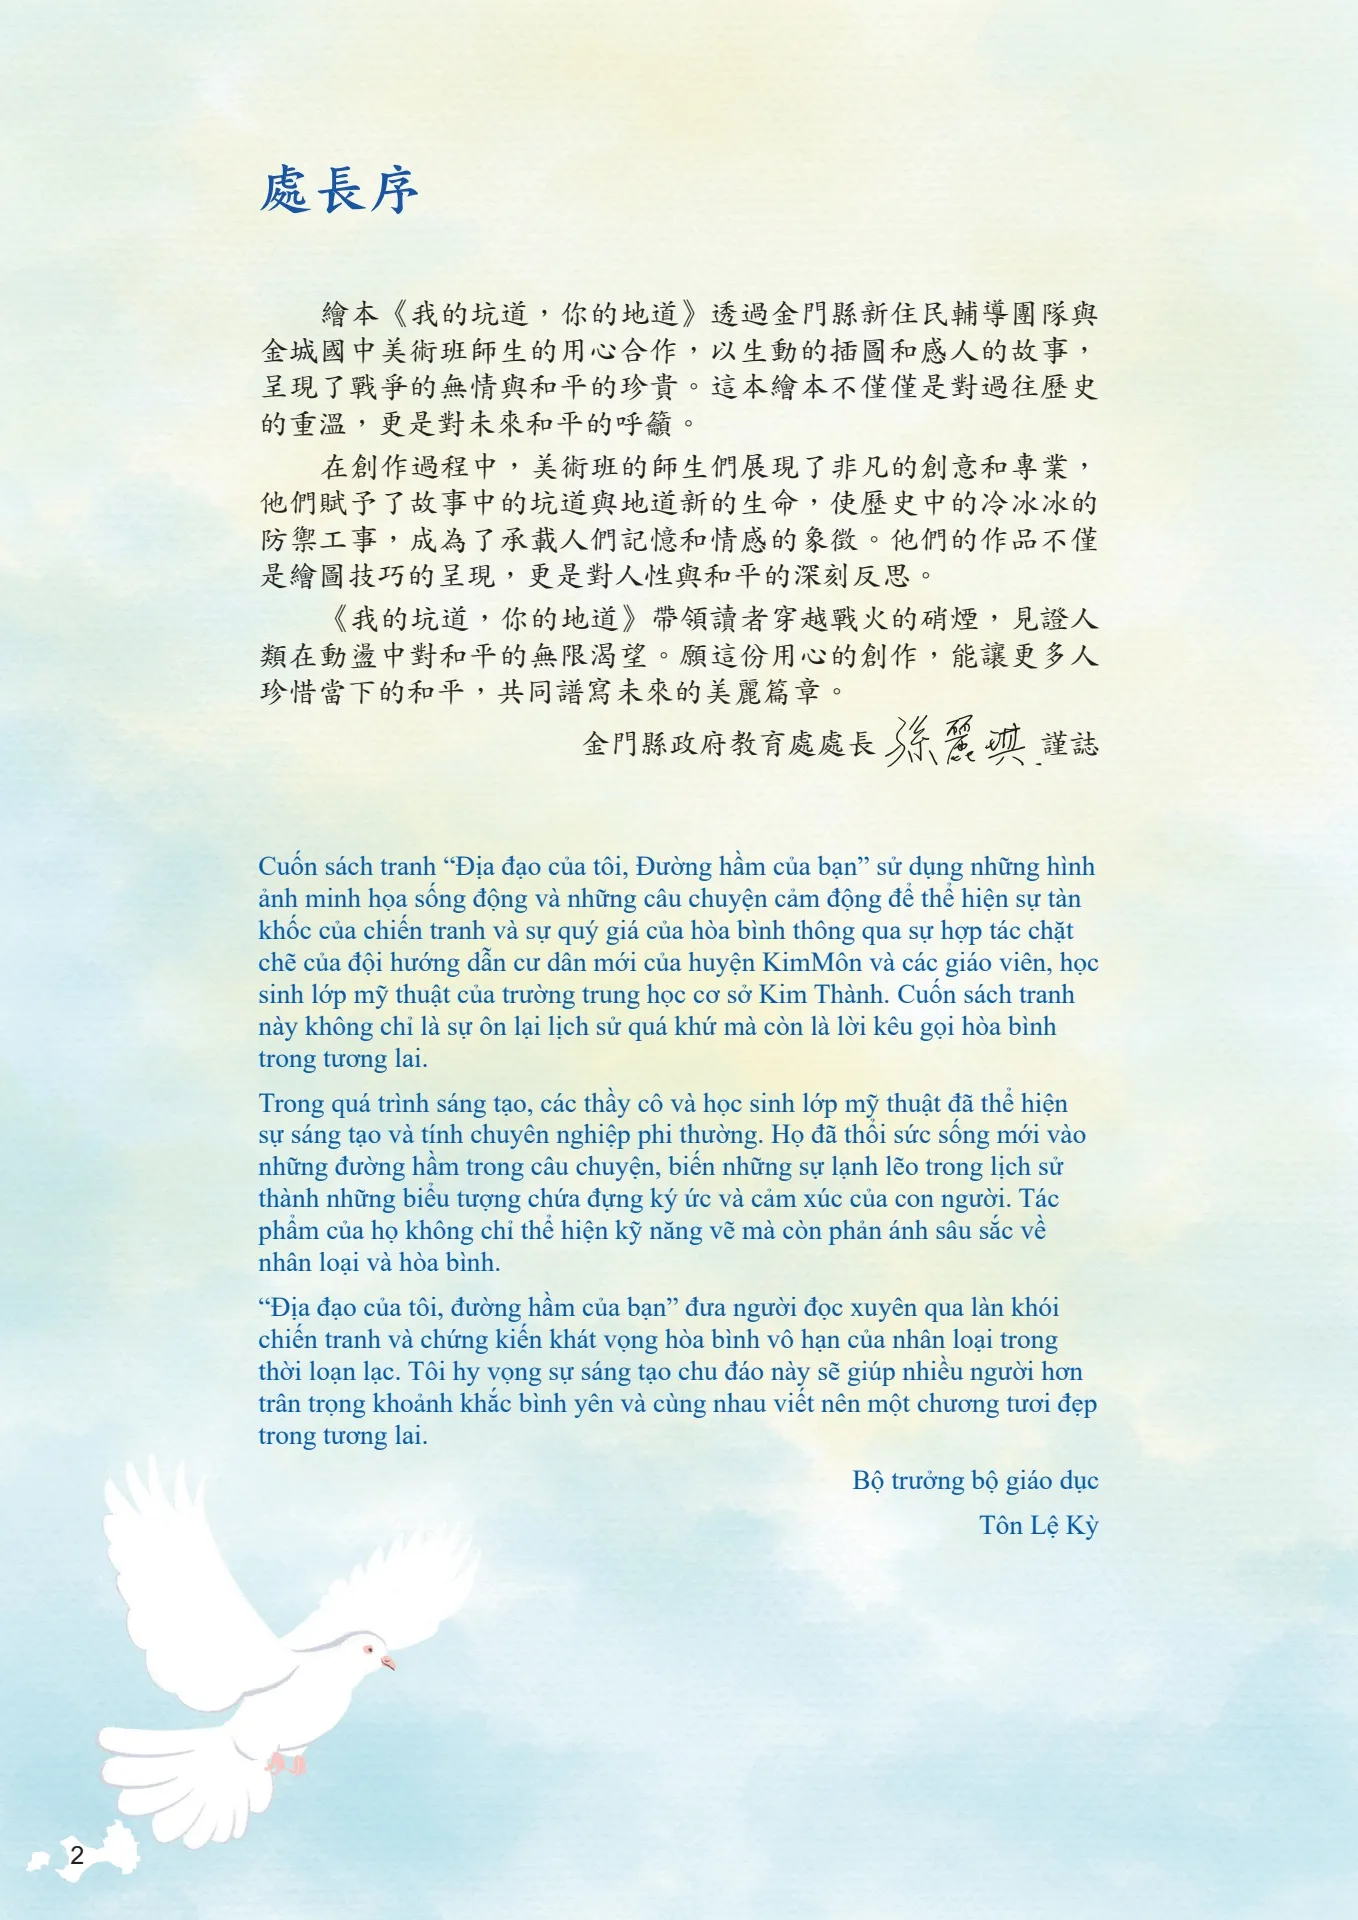 處長序
繪本《我的坑道，你的地道》透過金門縣新住民輔導團隊與
金城國中美術班師生的用心合作，以生動的插圖和感人的故事，
呈現了戰爭的無情與和平的珍貴。這本繪本不僅僅是對過往歷史
的重溫，更是對未來和平的呼籲。
在創作過程中，美術班的師生們展現了非凡的創意和專業，
他們賦予了故事中的坑道與地道新的生命，使歷史中的冷冰冰的
防禦工事，成為了承載人們記憶和情感的象徵。他們的作品不僅
是繪圖技巧的呈現，更是對人性與和平的深刻反思。
《我的坑道，你的地道》帶領讀者穿越戰火的硝煙，見證人
類在動盪中對和平的無限渴望。願這份用心的創作，能讓更多人
珍惜當下的和平，共同譜寫未來的美麗篇章。
金門縣政府教育處處長 孫麗琪 謹誌
Cuốn sách tranh “Địa đạo của tôi, Đường hầm của bạn” sử dụng những hình
ảnh minh họa sống động và những câu chuyện cảm động để thể hiện sự tàn
khốc của chiến tranh và sự quý giá của hòa bình thông qua sự hợp tác chặt
chẽ của đội hướng dẫn cư dân mới của huyện KimMôn và các giáo viên, học
sinh lớp mỹ thuật của trường trung học cơ sở Kim Thành. Cuốn sách tranh
này không chỉ là sự ôn lại lịch sử quá khứ mà còn là lời kêu gọi hòa bình
trong tương lai.
Trong quá trình sáng tạo, các thầy cô và học sinh lớp mỹ thuật đã thể hiện
sự sáng tạo và tính chuyên nghiệp phi thường. Họ đã thổi sức sống mới vào
những đường hầm trong câu chuyện, biến những sự lạnh lẽo trong lịch sử
thành những biểu tượng chứa đựng ký ức và cảm xúc của con người. Tác
phẩm của họ không chỉ thể hiện kỹ năng vẽ mà còn phản ánh sâu sắc về
nhân loại và hòa bình.
“Địa đạo của tôi, đường hầm của bạn” đưa người đọc xuyên qua làn khói
chiến tranh và chứng kiến khát vọng hòa bình vô hạn của nhân loại trong
thời loạn lạc. Tôi hy vọng sự sáng tạo chu đáo này sẽ giúp nhiều người hơn
trân trọng khoảnh khắc bình yên và cùng nhau viết nên một chương tươi đẹp
trong tương lai.
Bộ trưởng bộ giáo dục
Tôn Lệ Kỳ
2